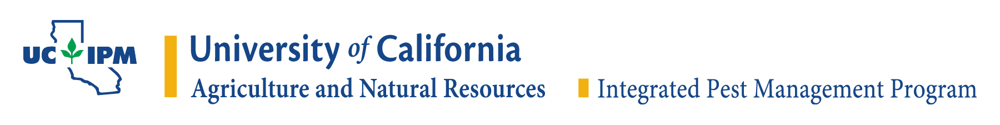 UC IPM
University of California
Agriculture and Natural Resources
Integrated Pest Management Program